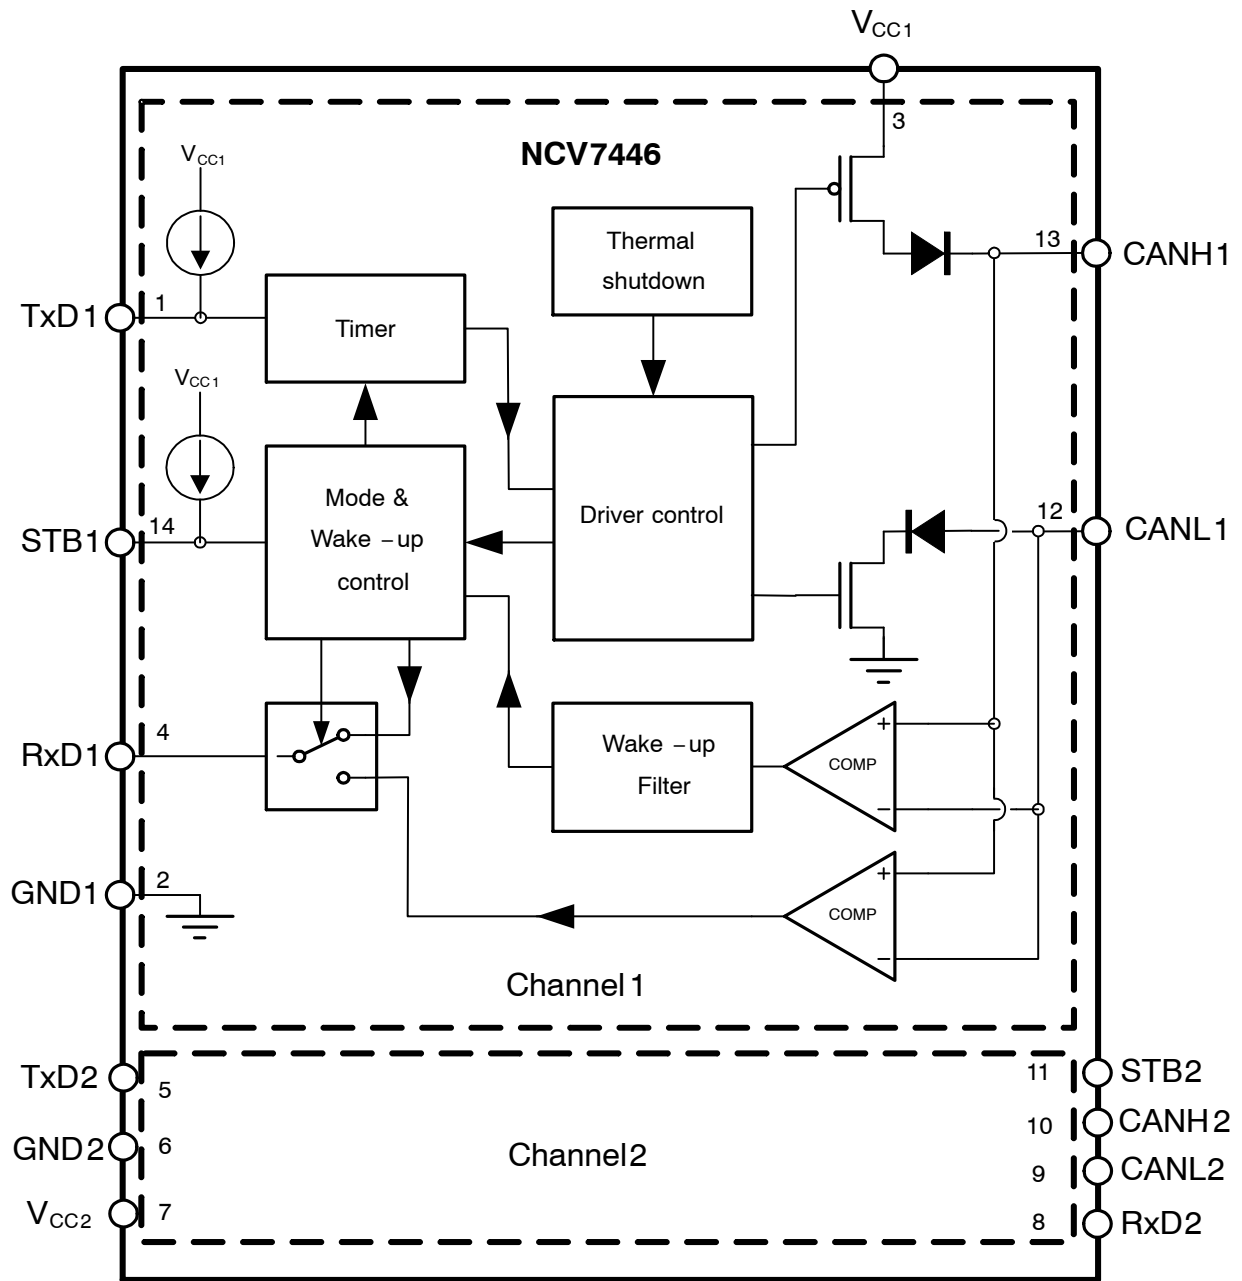 VCC1
3
NCV7446
VCC1
Thermal
shutdown
13
CANH1
TxD1
1
Timer
VCC1
Mode &
Wake –up
control
Driver control
STB1
14
12
CANL1
RxD1
4
Wake –up
Filter
COMP
+
−
GND1
2
COMP
+
−
Channel 1
TxD2
5
11
STB2
GND2
6
Channel 2
10
CANH2
9
CANL2
VCC2
7
8
RxD2